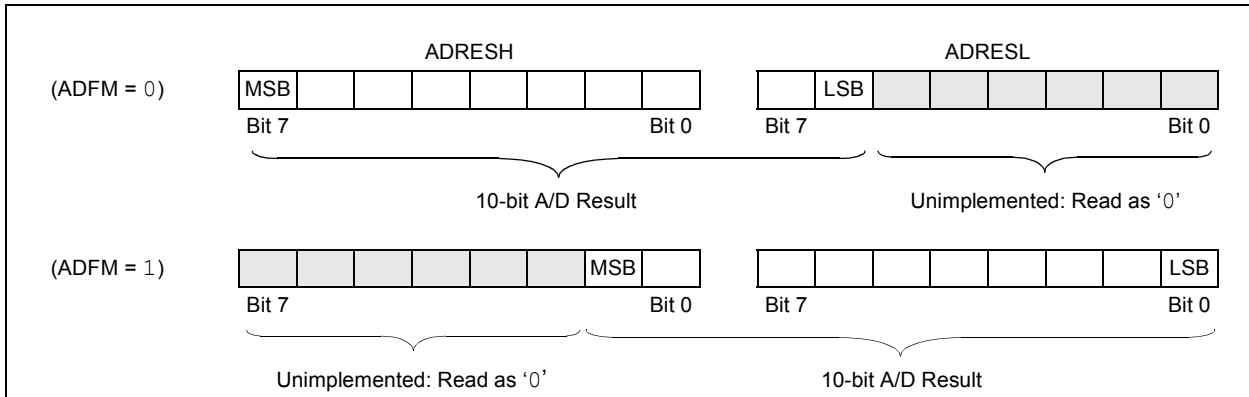 ADRESH ADRESL
(ADFM = 0) MSB LSB
Bit 7 Bit 0 Bit 7 Bit 0
10-bit A/D Result Unimplemented: Read as ‘0’
(ADFM = 1) MSB LSB
Bit 7 Bit 0 Bit 7 Bit 0
Unimplemented: Read as ‘0’ 10-bit A/D Result